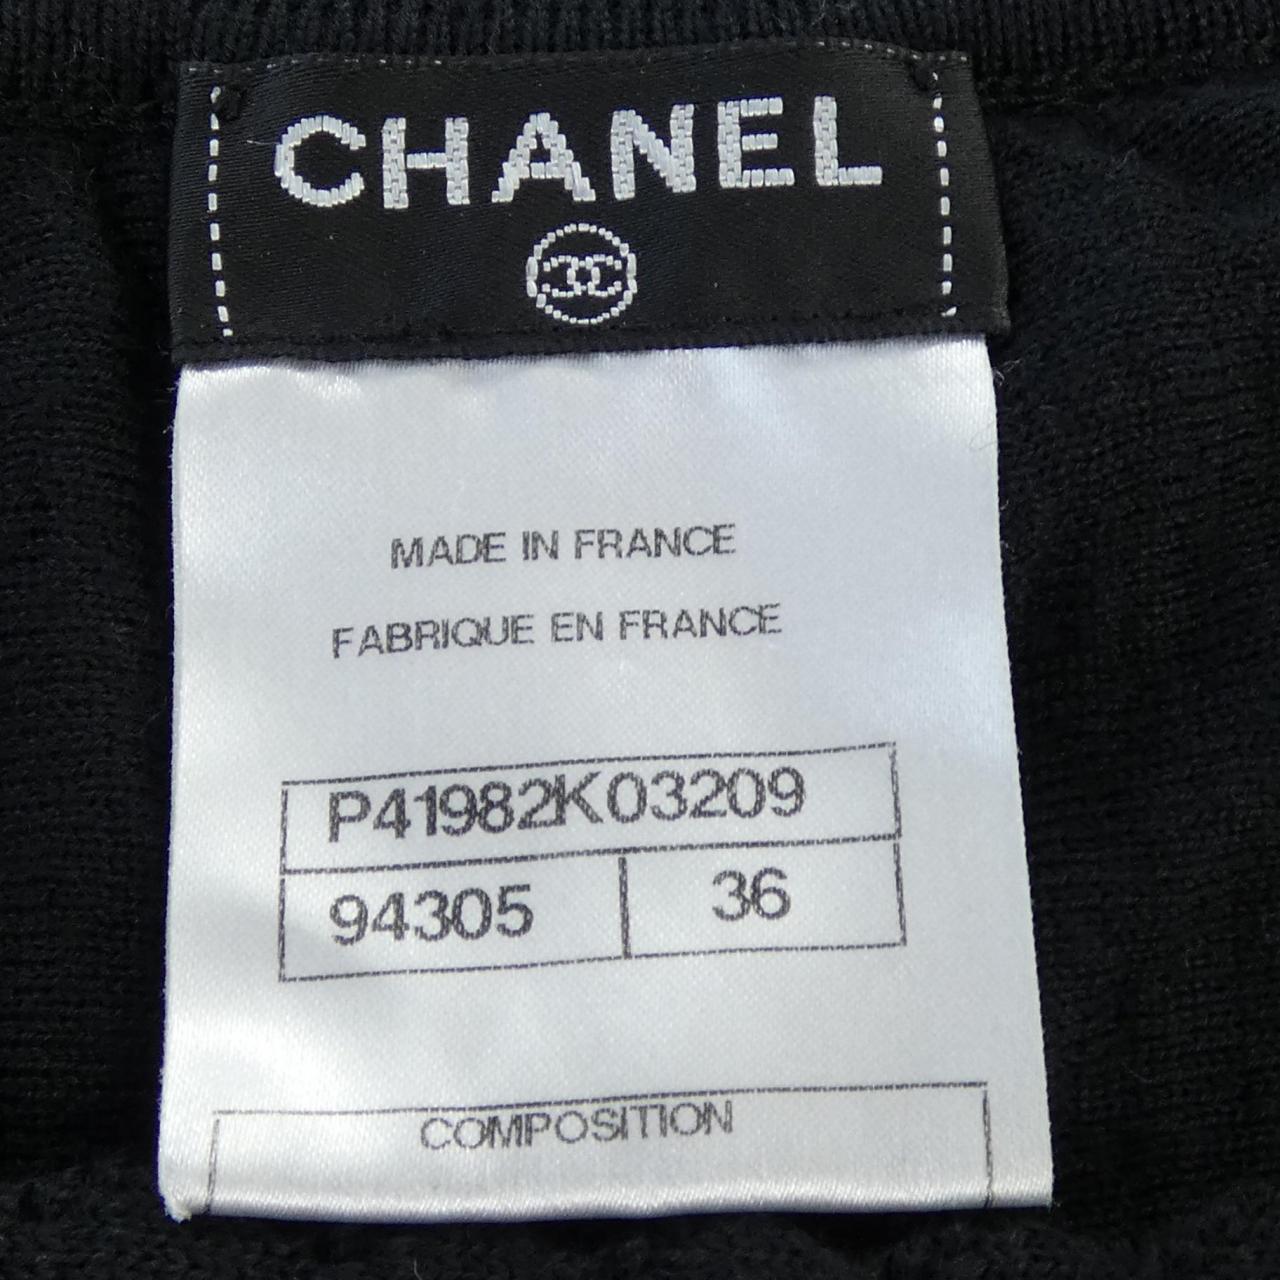 CHANEL
MADE IN FRANCE
FABRIQUE EN FRANCE
P41982K03209
94305 36
COMPOSITION